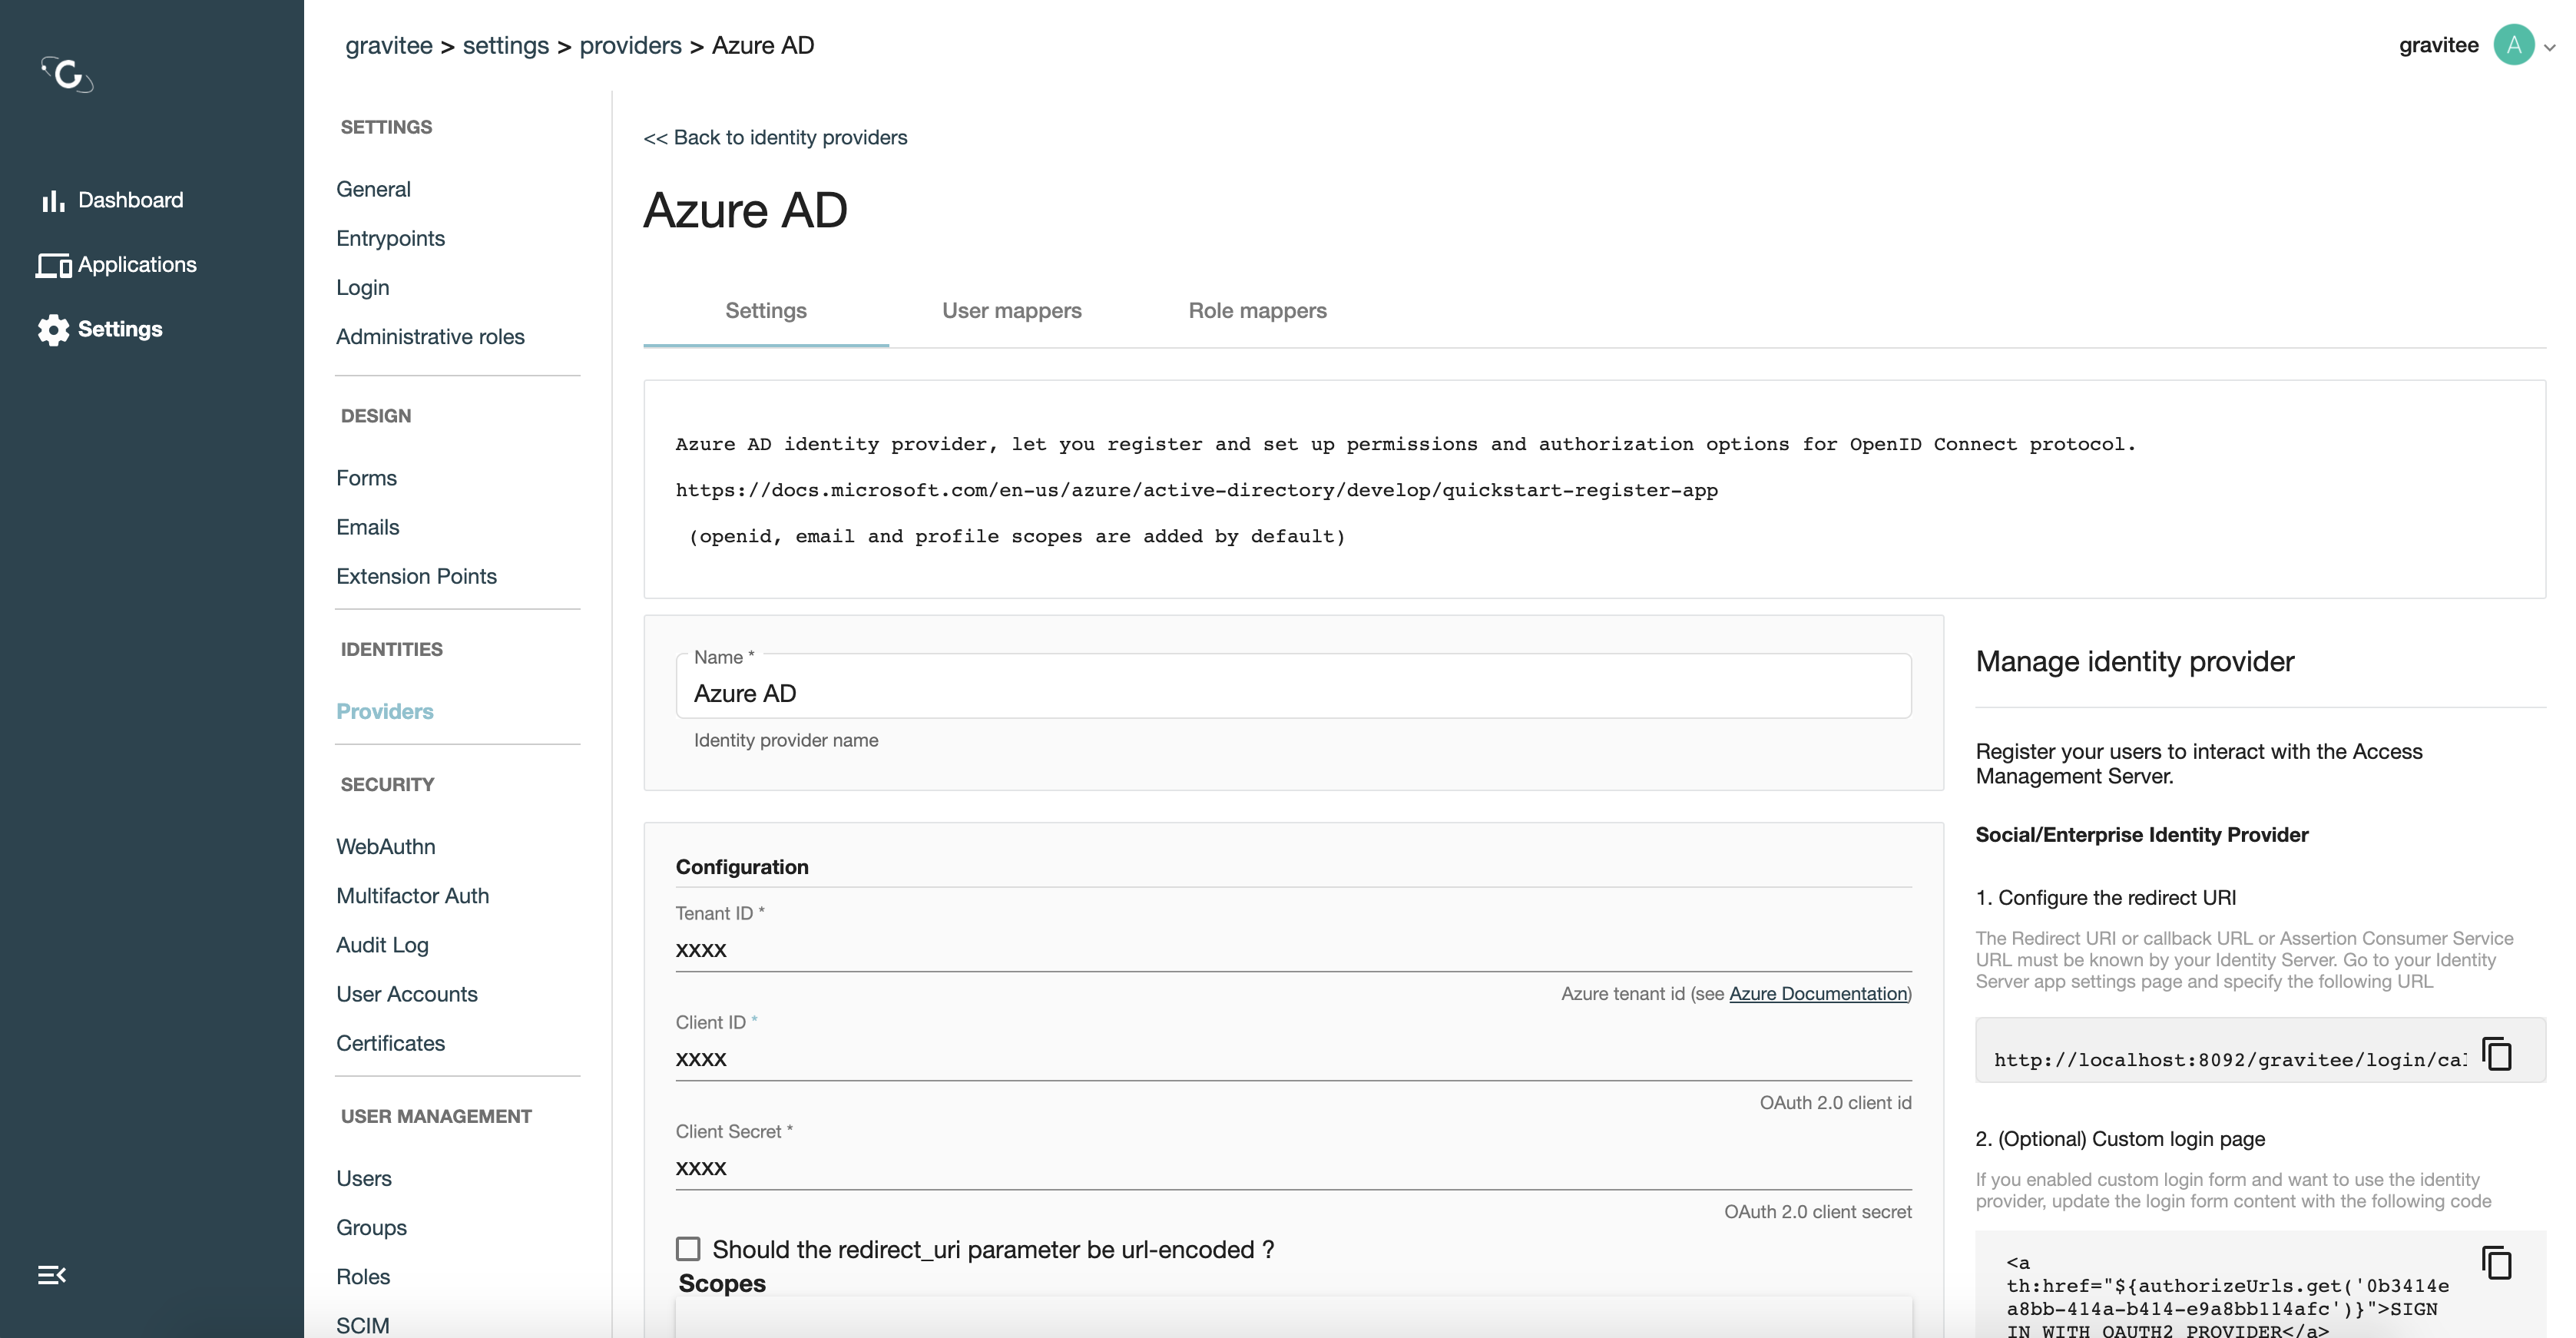 gravitee > settings > providers > Azure AD
gravitee A
Dashboard
Applications
Settings
SETTINGS
General
Entrypoints
Login
Administrative roles
DESIGN
Forms
Emails
Extension Points
IDENTITIES
Providers
SECURITY
WebAuthn
Multifactor Auth
Audit Log
User Accounts
Certificates
USER MANAGEMENT
Users
Groups
Roles
SCIM
<< Back to identity providers
Azure AD
Settings User mappers Role mappers
Azure AD identity provider, let you register and set up permissions and authorization options for OpenID Connect protocol.
https://docs.microsoft.com/en-us/azure/active-directory/develop/quickstart-register-app
(openid, email and profile scopes are added by default)
Name *
Azure AD
Identity provider name
Configuration
Tenant ID *
XXXX
Azure tenant id (see Azure Documentation)
Client ID *
XXXX
OAuth 2.0 client id
Client Secret *
XXXX
OAuth 2.0 client secret
Should the redirect_uri parameter be url-encoded ?
Scopes
Manage identity provider
Register your users to interact with the Access
Management Server.
Social/Enterprise Identity Provider
1. Configure the redirect URI
The Redirect URI or callback URL or Assertion Consumer Service
URL must be known by your Identity Server. Go to your Identity
Server app settings page and specify the following URL
http://localhost:8092/gravitee/login/cal
2. (Optional) Custom login page
If you enabled custom login form and want to use the identity
provider, update the login form content with the following code
<a
th:href="${authorizeUrls.get('0b3414e
a8bb-414a-b414-e9a8bb114afc')}">SIGN
IN WITH OAUTH2 PROVIDER</a>